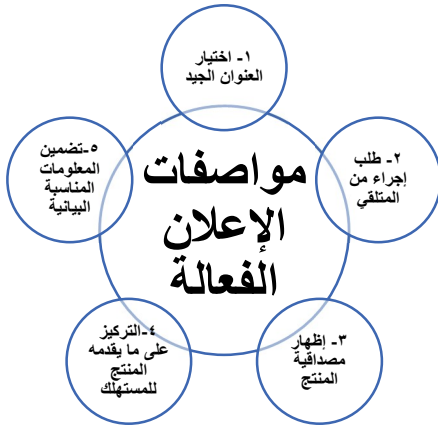 مواصفات
الإعلان
الفعالة
١- اختيار
العنوان الجيد
٢- طلب
إجراء من
المتلقي
٣- إظهار
مصداقية
المنتج
٤-التركيز
على ما يقدمه
المنتج
للمستهلك
٥-تضمين
المعلومات
المناسبة
البيانية